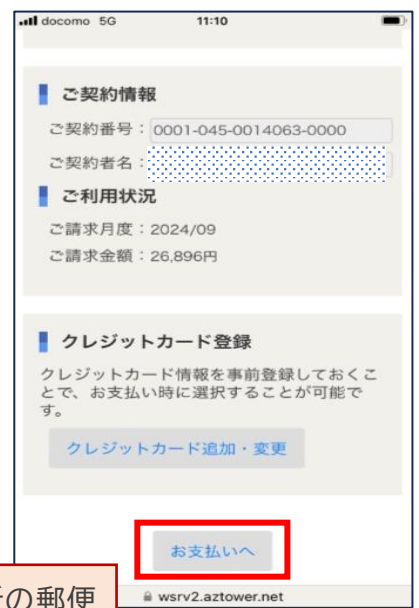 docomo 5G 11:10
ご契約情報
ご契約番号：0001-045-0014063-0000
ご契約者名：
ご利用状況
ご請求月度：2024/09
ご請求金額：26,896円
クレジットカード登録
クレジットカード情報を事前登録しておくこ
とで、お支払い時に選択することが可能で
す。
クレジットカード追加・変更
お支払いへ
の郵便
wsrv2.aztower.net